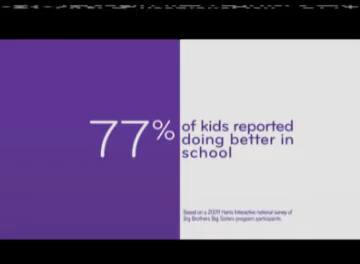 77% of kids reported
doing better in
school
Based on a 2009 Harris Interactive national survey of
Big Brothers Big Sisters program participants.